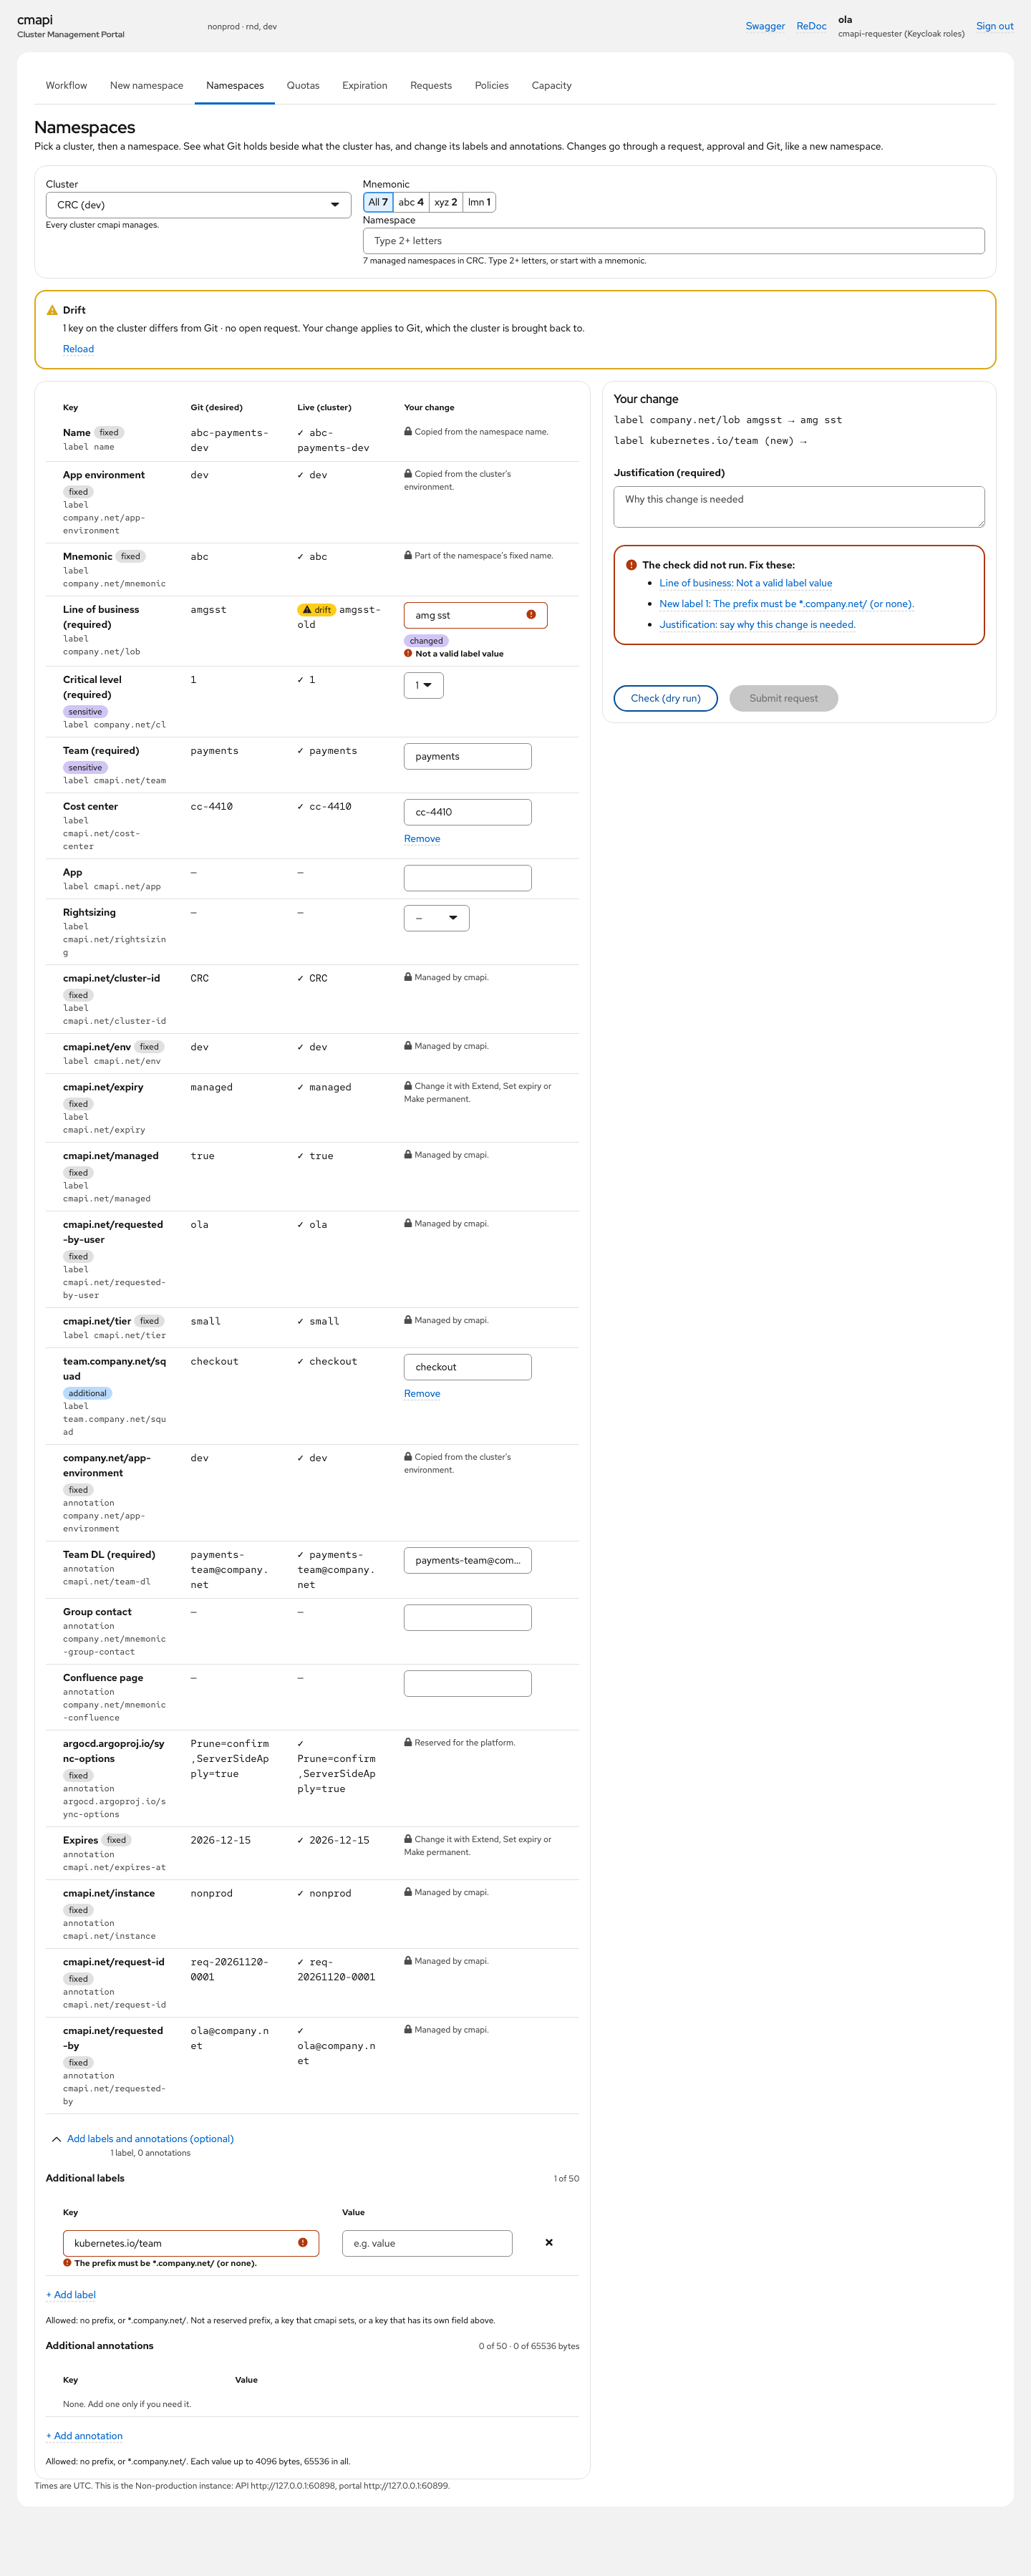 cmapi
Cluster Management Portal
nonprod · rnd, dev
Swagger
ReDoc
ola
cmapi-requester (Keycloak roles)
Sign out
Workflow
New namespace
Namespaces
Quotas
Expiration
Requests
Policies
Capacity
Namespaces
Pick a cluster, then a namespace. See what Git holds beside what the cluster has, and change its labels and annotations. Changes go through a request, approval and Git, like a new namespace.
Cluster
CRC (dev)
Every cluster cmapi manages.
Mnemonic
All 7
abc 4
xyz 2
lmn 1
Namespace
Type 2+ letters
7 managed namespaces in CRC. Type 2+ letters, or start with a mnemonic.
Drift
1 key on the cluster differs from Git · no open request. Your change applies to Git, which the cluster is brought back to.
Reload
Key
Git (desired)
Live (cluster)
Your change
Name fixed
label name
abc-payments-
dev
✓ abc-
payments-dev
Copied from the namespace name.
App environment
fixed
label
company.net/app-
environment
dev
✓ dev
Copied from the cluster's
environment.
Mnemonic fixed
label
company.net/mnemonic
abc
✓ abc
Part of the namespace's fixed name.
Line of business
(required)
label
company.net/lob
amgsst
drift amgsst-
old
amg sst
changed
Not a valid label value
Critical level
(required)
sensitive
label company.net/cl
1
✓ 1
1
Team (required)
sensitive
label cmapi.net/team
payments
✓ payments
payments
Cost center
label
cmapi.net/cost-
center
cc-4410
✓ cc-4410
cc-4410
Remove
App
label cmapi.net/app
—
—
Rightsizing
label
cmapi.net/rightsizin
g
—
—
—
cmapi.net/cluster-id
fixed
label
cmapi.net/cluster-id
CRC
✓ CRC
Managed by cmapi.
cmapi.net/env fixed
label cmapi.net/env
dev
✓ dev
Managed by cmapi.
cmapi.net/expiry
fixed
label
cmapi.net/expiry
managed
✓ managed
Change it with Extend, Set expiry or
Make permanent.
cmapi.net/managed
fixed
label
cmapi.net/managed
true
✓ true
Managed by cmapi.
cmapi.net/requested
-by-user
fixed
label
cmapi.net/requested-
by-user
ola
✓ ola
Managed by cmapi.
cmapi.net/tier fixed
label cmapi.net/tier
small
✓ small
Managed by cmapi.
team.company.net/sq
uad
additional
label
team.company.net/squ
ad
checkout
✓ checkout
checkout
Remove
company.net/app-
environment
fixed
annotation
company.net/app-
environment
dev
✓ dev
Copied from the cluster's
environment.
Team DL (required)
annotation
cmapi.net/team-dl
payments-
team@company.
net
✓ payments-
team@company.
net
payments-team@com...
Group contact
annotation
company.net/mnemonic
-group-contact
—
—
Confluence page
annotation
company.net/mnemonic
-confluence
—
—
argocd.argoproj.io/sy
nc-options
fixed
annotation
argocd.argoproj.io/s
ync-options
Prune=confirm
,ServerSideAp
ply=true
✓
Prune=confirm
,ServerSideAp
ply=true
Reserved for the platform.
Expires fixed
annotation
cmapi.net/expires-at
2026-12-15
✓ 2026-12-15
Change it with Extend, Set expiry or
Make permanent.
cmapi.net/instance
fixed
annotation
cmapi.net/instance
nonprod
✓ nonprod
Managed by cmapi.
cmapi.net/request-id
fixed
annotation
cmapi.net/request-id
req-20261120-
0001
✓ req-
20261120-0001
Managed by cmapi.
cmapi.net/requested
-by
fixed
annotation
cmapi.net/requested-
by
ola@company.n
et
✓
ola@company.n
et
Managed by cmapi.
Add labels and annotations (optional)
1 label, 0 annotations
Additional labels
1 of 50
Key
Value
kubernetes.io/team
e.g. value
The prefix must be *.company.net/ (or none).
+ Add label
Allowed: no prefix, or *.company.net/. Not a reserved prefix, a key that cmapi sets, or a key that has its own field above.
Additional annotations
0 of 50 · 0 of 65536 bytes
Key
Value
None. Add one only if you need it.
+ Add annotation
Allowed: no prefix, or *.company.net/. Each value up to 4096 bytes, 65536 in all.
Your change
label company.net/lob amgsst → amg sst
label kubernetes.io/team (new) →
Justification (required)
Why this change is needed
The check did not run. Fix these:
Line of business: Not a valid label value
New label 1: The prefix must be *.company.net/ (or none).
Justification: say why this change is needed.
Check (dry run)
Submit request
Times are UTC. This is the Non-production instance: API http://127.0.0.1:60898, portal http://127.0.0.1:60899.